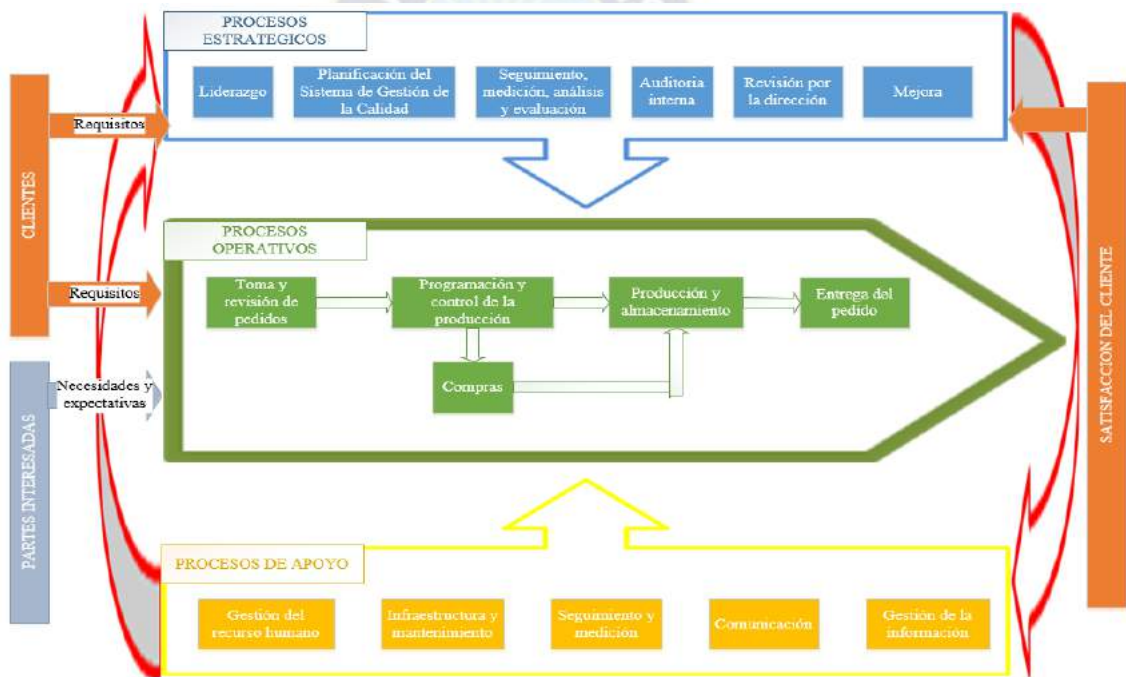 PROCESOS
ESTRATEGICOS
Liderazgo
Planificación del
Sistema de Gestión de
la Calidad
Seguimiento,
medición, análisis
y evaluación
Auditoria
interna
Revisión por
la dirección
Mejora
CLIENTES
Requisitos
Requisitos
PROCESOS
OPERATIVOS
Toma y
revisión de
pedidos
Programación y
control de la
producción
Producción y
almacenamiento
Entrega del
pedido
Compras
PARTES INTERESADAS
Necesidades y
expectativas
SATISFACCION DEL CLIENTE
PROCESOS DE APOYO
Gestión del
recurso humano
Infraestructura y
mantenimiento
Seguimiento y
medición
Comunicación
Gestión de la
información